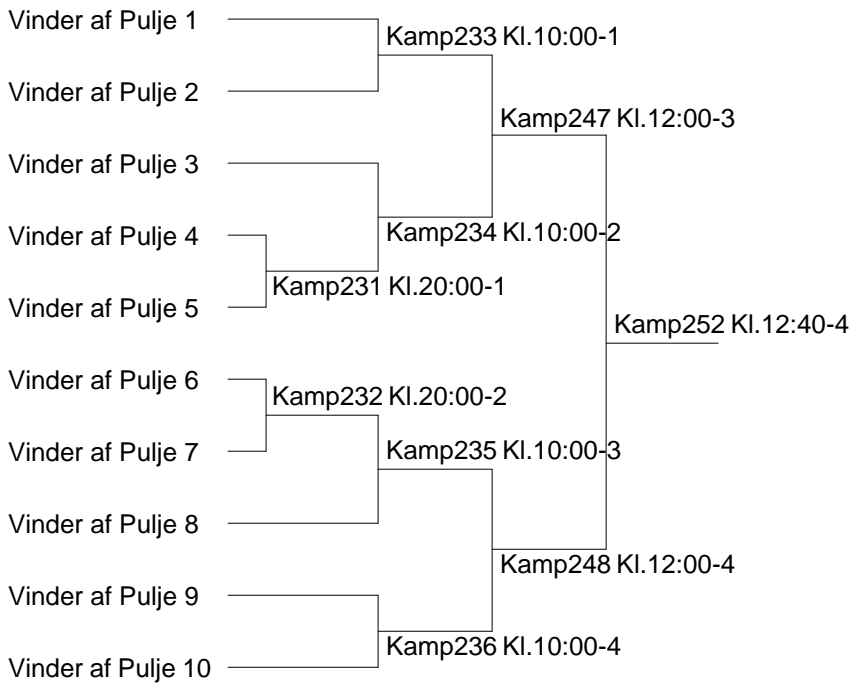 Vinder af Pulje 1
Kamp233 Kl.10:00-1
Vinder af Pulje 2
Kamp247 Kl.12:00-3
Vinder af Pulje 3
Vinder af Pulje 4
Kamp234 Kl.10:00-2
Kamp231 Kl.20:00-1
Vinder af Pulje 5
Kamp252 Kl.12:40-4
Vinder af Pulje 6
Kamp232 Kl.20:00-2
Vinder af Pulje 7
Kamp235 Kl.10:00-3
Vinder af Pulje 8
Kamp248 Kl.12:00-4
Vinder af Pulje 9
Kamp236 Kl.10:00-4
Vinder af Pulje 10